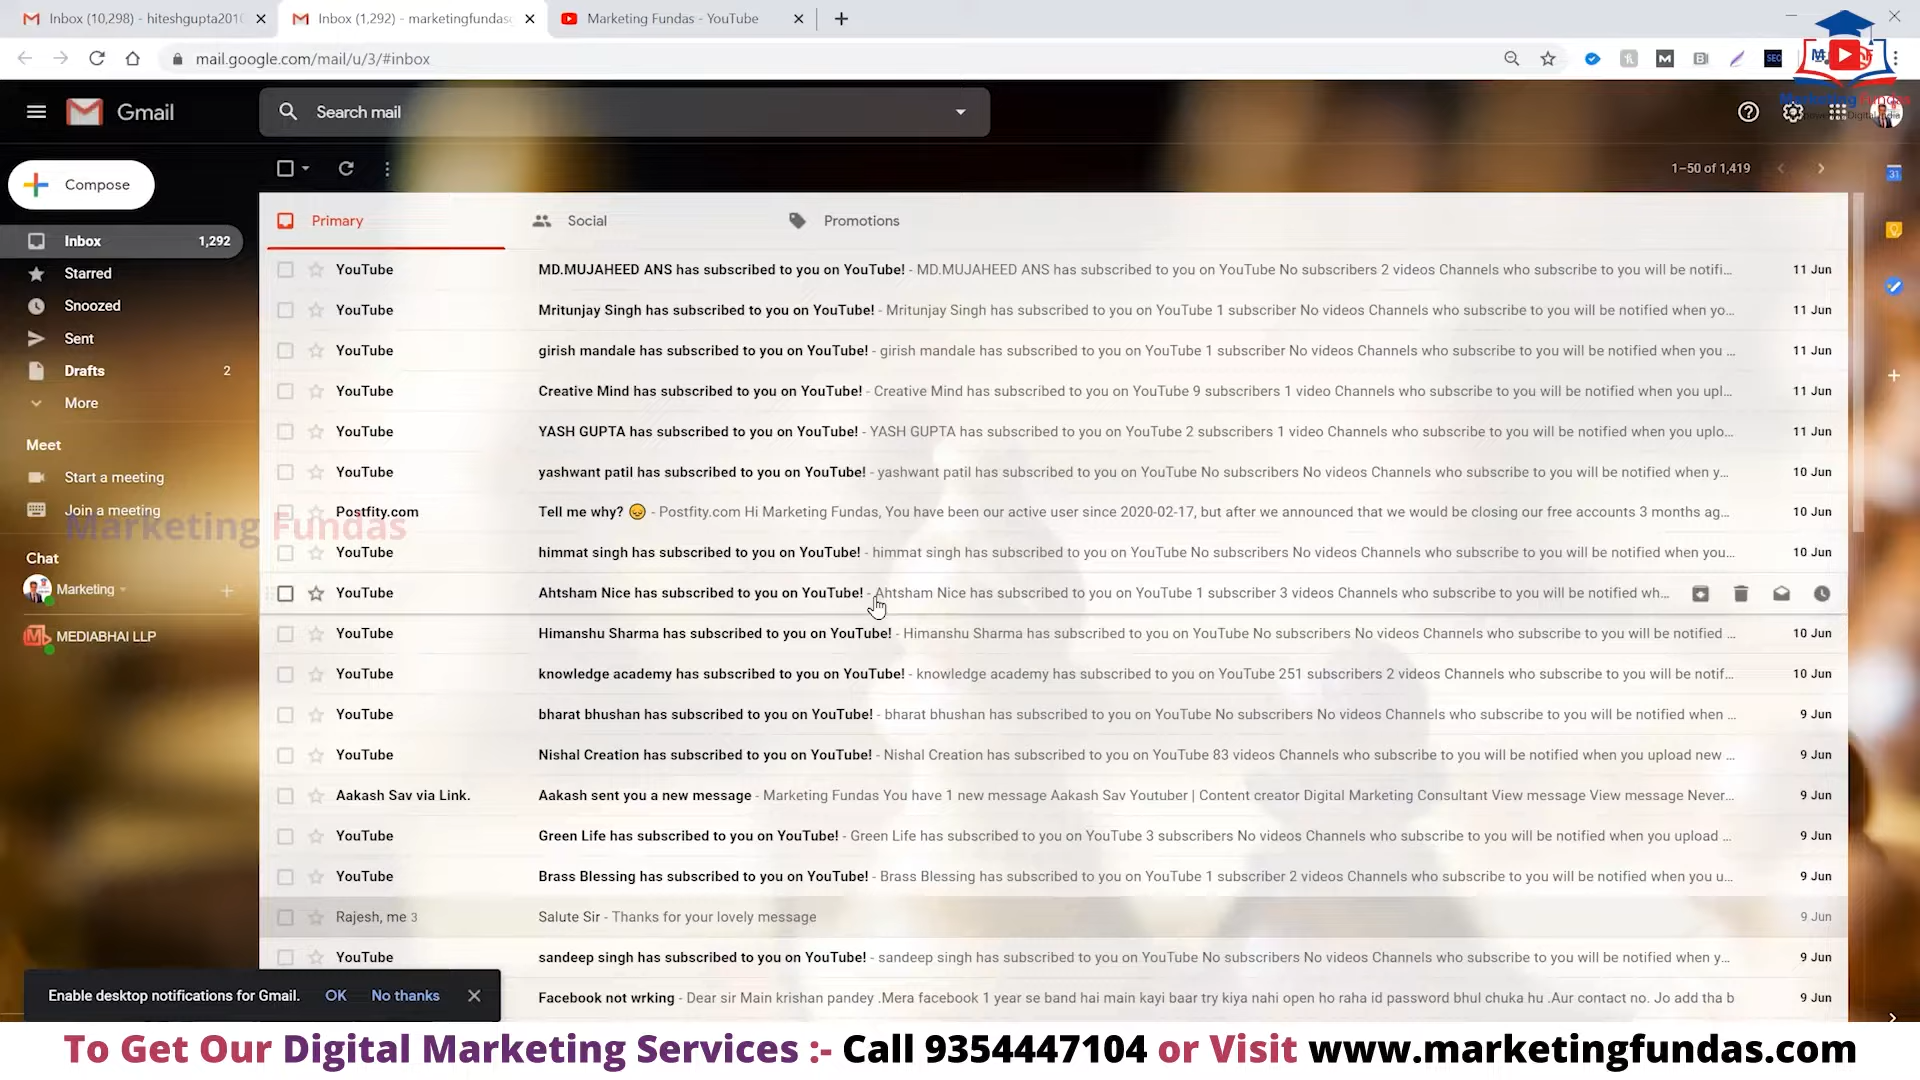 Inbox (10,298) - hiteshgupta201
Inbox (1,292) - marketingfundas
Marketing Fundas - YouTube
mail.google.com/mail/u/3/#inbox
SEO
Marketing Fundas
Gmail
Search mail
Compose
1–50 of 1,419
31
Primary
Social
Promotions
Inbox 1,292
Starred
Snoozed
Sent
Drafts 2
More
Meet
Start a meeting
Join a meeting
Marketing Fundas
Chat
Marketing
MEDIABHAI LLP
YouTube MD.MUJAHEED ANS has subscribed to you on YouTube! - MD.MUJAHEED ANS has subscribed to you on YouTube No subscribers 2 videos Channels who subscribe to you will be notifi... 11 Jun
YouTube Mritunjay Singh has subscribed to you on YouTube! - Mritunjay Singh has subscribed to you on YouTube 1 subscriber No videos Channels who subscribe to you will be notified when yo... 11 Jun
YouTube girish mandale has subscribed to you on YouTube! - girish mandale has subscribed to you on YouTube 1 subscriber No videos Channels who subscribe to you will be notified when you ... 11 Jun
YouTube Creative Mind has subscribed to you on YouTube! - Creative Mind has subscribed to you on YouTube 9 subscribers 1 video Channels who subscribe to you will be notified when you upl... 11 Jun
YouTube YASH GUPTA has subscribed to you on YouTube! - YASH GUPTA has subscribed to you on YouTube 2 subscribers 1 video Channels who subscribe to you will be notified when you uplo... 11 Jun
YouTube yashwant patil has subscribed to you on YouTube! - yashwant patil has subscribed to you on YouTube No subscribers No videos Channels who subscribe to you will be notified when y... 10 Jun
Postfity.com Tell me why? 😞 - Postfity.com Hi Marketing Fundas, You have been our active user since 2020-02-17, but after we announced that we would be closing our free accounts 3 months ag... 10 Jun
YouTube himmat singh has subscribed to you on YouTube! - himmat singh has subscribed to you on YouTube No subscribers No videos Channels who subscribe to you will be notified when you... 10 Jun
YouTube Ahtsham Nice has subscribed to you on YouTube! - Ahtsham Nice has subscribed to you on YouTube 1 subscriber 3 videos Channels who subscribe to you will be notified wh...
YouTube Himanshu Sharma has subscribed to you on YouTube! - Himanshu Sharma has subscribed to you on YouTube No subscribers No videos Channels who subscribe to you will be notified ... 10 Jun
YouTube knowledge academy has subscribed to you on YouTube! - knowledge academy has subscribed to you on YouTube 251 subscribers 2 videos Channels who subscribe to you will be notif... 10 Jun
YouTube bharat bhushan has subscribed to you on YouTube! - bharat bhushan has subscribed to you on YouTube No subscribers No videos Channels who subscribe to you will be notified when ... 9 Jun
YouTube Nishal Creation has subscribed to you on YouTube! - Nishal Creation has subscribed to you on YouTube 83 videos Channels who subscribe to you will be notified when you upload new ... 9 Jun
Aakash Sav via Link. Aakash sent you a new message - Marketing Fundas You have 1 new message Aakash Sav Youtuber | Content creator Digital Marketing Consultant View message View message Never... 9 Jun
YouTube Green Life has subscribed to you on YouTube! - Green Life has subscribed to you on YouTube 3 subscribers No videos Channels who subscribe to you will be notified when you upload ... 9 Jun
YouTube Brass Blessing has subscribed to you on YouTube! - Brass Blessing has subscribed to you on YouTube 1 subscriber 2 videos Channels who subscribe to you will be notified when you u... 9 Jun
Rajesh, me 3 Salute Sir - Thanks for your lovely message 9 Jun
YouTube sandeep singh has subscribed to you on YouTube! - sandeep singh has subscribed to you on YouTube No subscribers No videos Channels who subscribe to you will be notified when y... 9 Jun
Facebook not wrking - Dear sir Main krishan pandey .Mera facebook 1 year se band hai main kayi baar try kiya nahi open ho raha id password bhul chuka hu .Aur contact no. Jo add tha b 9 Jun
Enable desktop notifications for Gmail. OK No thanks
To Get Our Digital Marketing Services :- Call 9354447104 or Visit www.marketingfundas.com